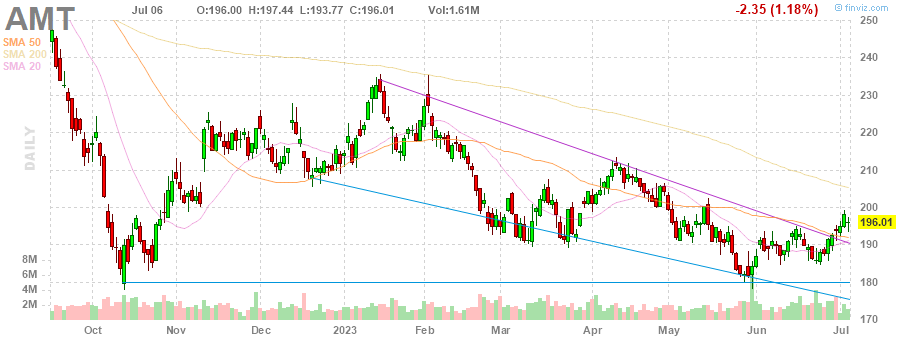 AMT
Jul 06 O:196.00 H:197.44 L:193.77 C:196.01 Vol:1.61M -2.35 (1.18%) © finviz.com
SMA 50
SMA 200
SMA 20
DAILY
250
240
230
220
210
200
196.01
190
180
170
8M
6M
4M
2M
Oct Nov Dec 2023 Feb Mar Apr May Jun Jul